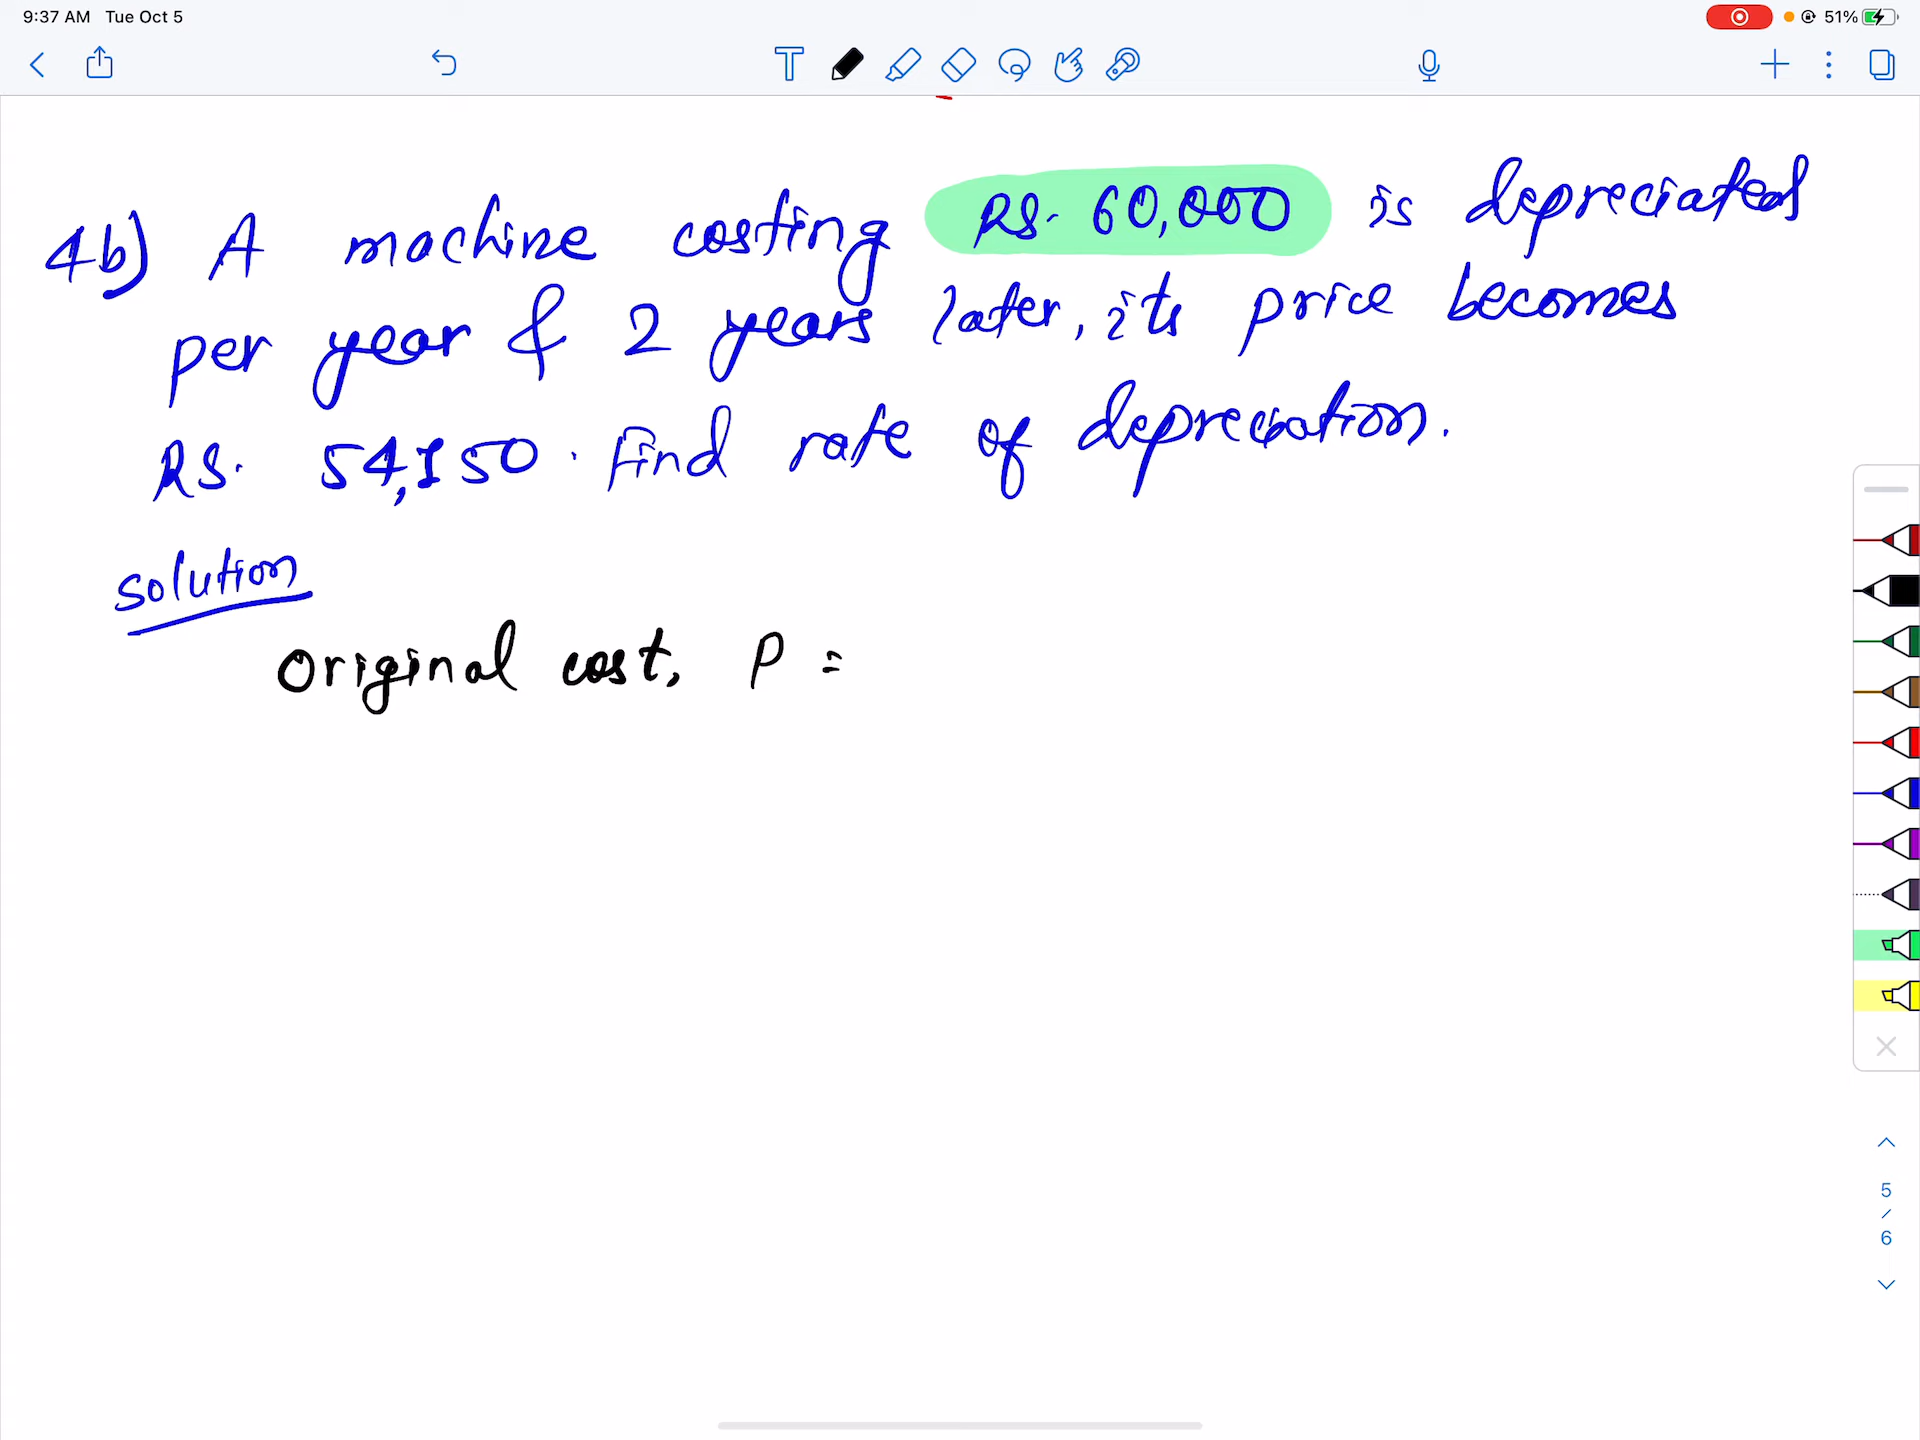 9:37 AM Tue Oct 5
51%
T
4b) A machine costing RS. 60,000 is depreciated
per year & 2 years later, its price becomes
RS. 54,150. Find rate of depreciation.
solution
Original cost, P =
5
/
6